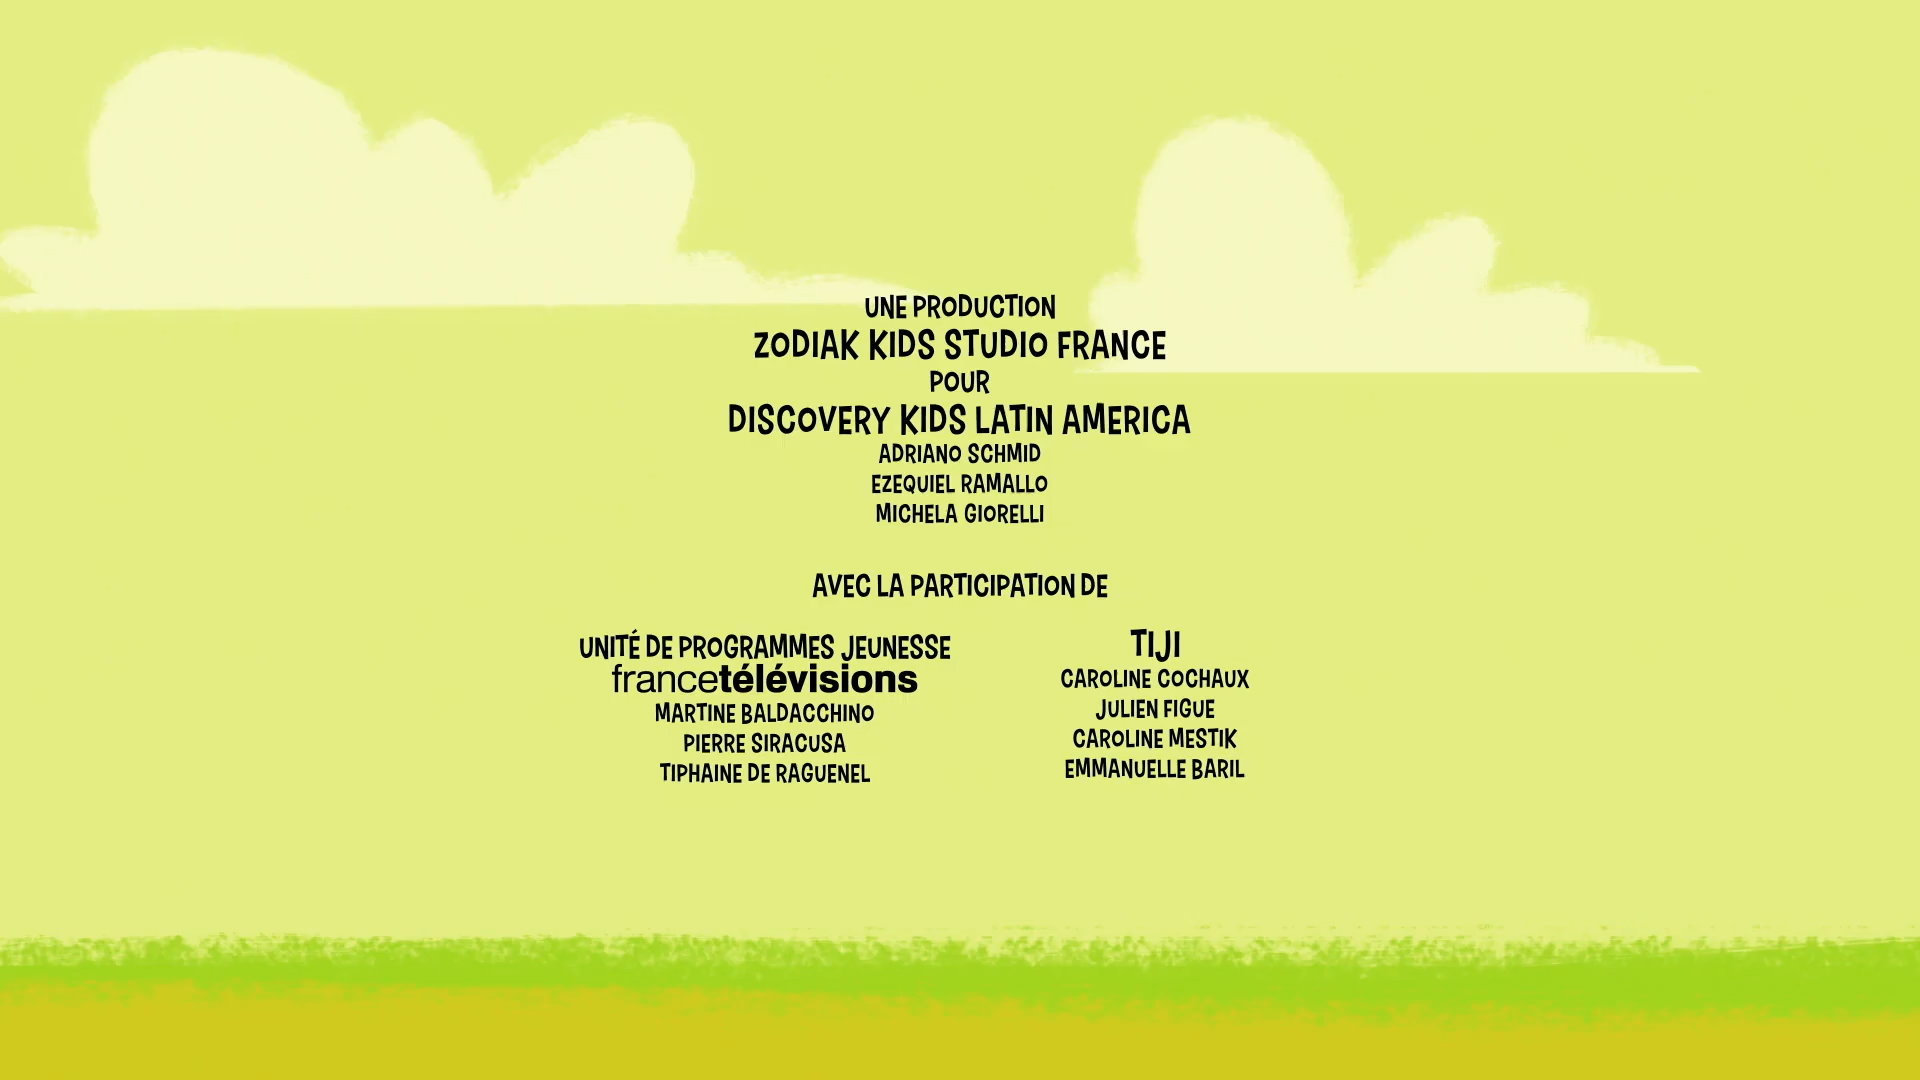 UNE PRODUCTION
ZODIAK KIDS STUDIO FRANCE
POUR
DISCOVERY KIDS LATIN AMERICA
ADRIANO SCHMID
EZEQUIEL RAMALLO
MICHELA GIORELLI
AVEC LA PARTICIPATION DE
UNITÉ DE PROGRAMMES JEUNESSE
francetélévisions
MARTINE BALDACCHINO
PIERRE SIRACUSA
TIPHAINE DE RAGUENEL
TIJI
CAROLINE COCHAUX
JULIEN FIGUE
CAROLINE MESTIK
EMMANUELLE BARIL